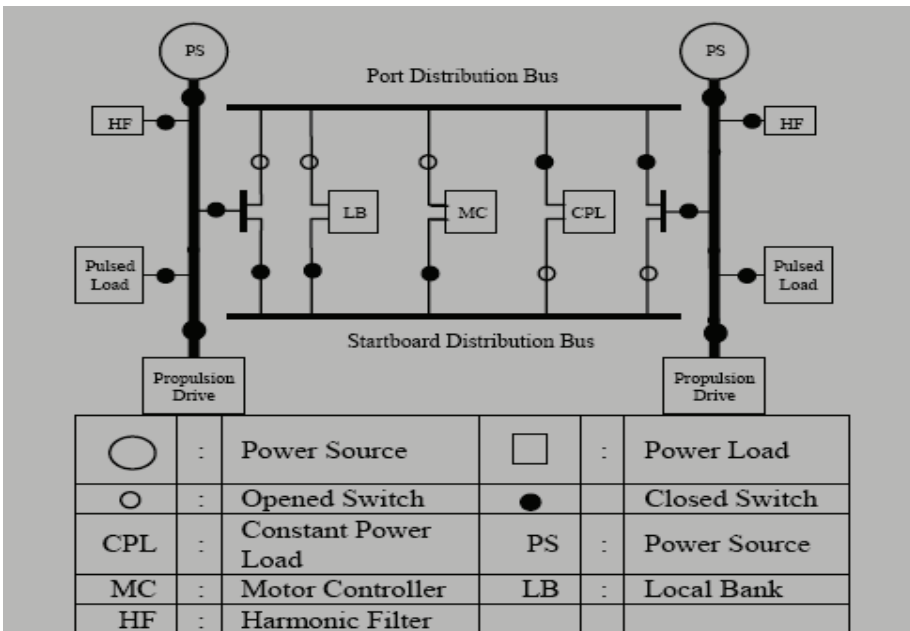 PS
PS
Port Distribution Bus
HF
HF
LB
MC
CPL
Pulsed
Load
Pulsed
Load
Startboard Distribution Bus
Propulsion
Drive
Propulsion
Drive
: Power Source : Power Load
: Opened Switch : Closed Switch
CPL : Constant Power
Load PS : Power Source
MC : Motor Controller LB : Local Bank
HF : Harmonic Filter